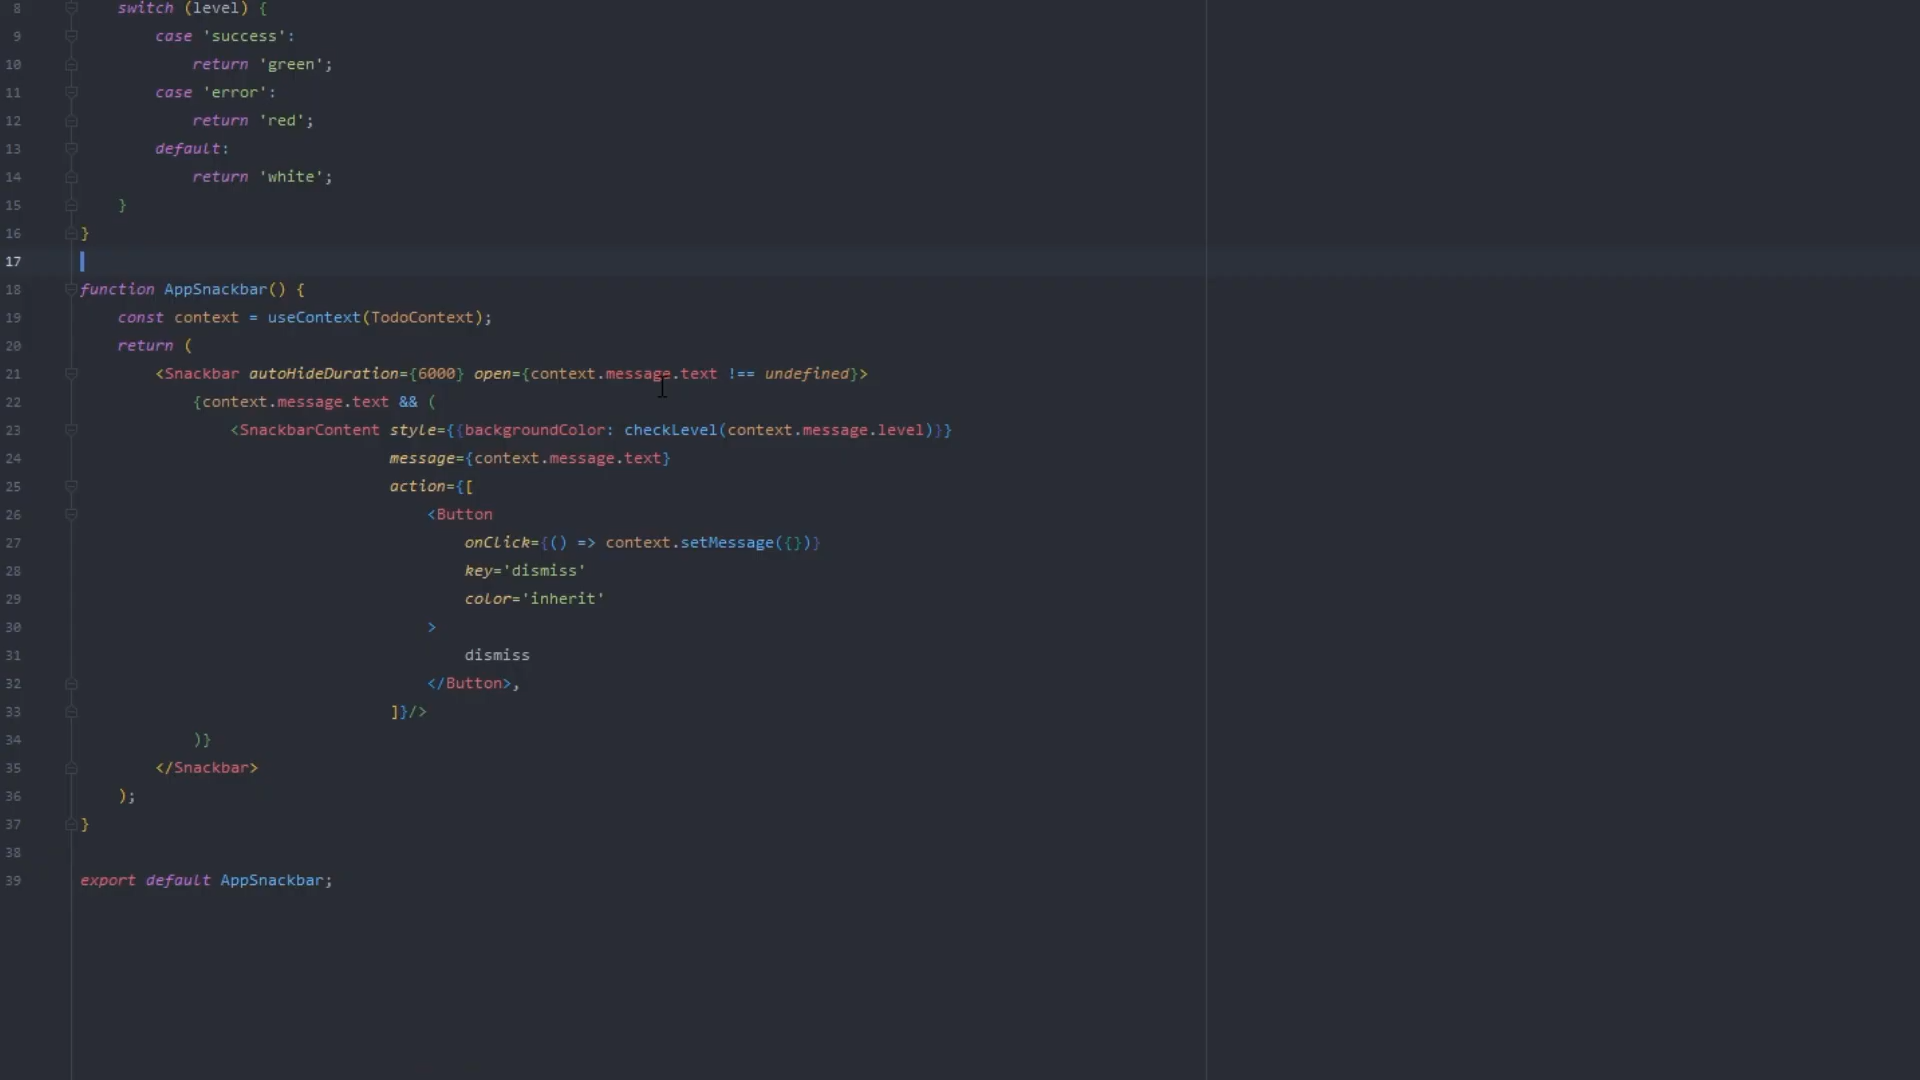 8 switch (level) {
9 case 'success':
10 return 'green';
11 case 'error':
12 return 'red';
13 default:
14 return 'white';
15 }
16 }
17
18 function AppSnackbar() {
19 const context = useContext(TodoContext);
20 return (
21 <Snackbar autoHideDuration={6000} open={context.message.text !== undefined}>
22 {context.message.text && (
23 <SnackbarContent style={{backgroundColor: checkLevel(context.message.level)}}
24 message={context.message.text}
25 action={[
26 <Button
27 onClick={() => context.setMessage({})}
28 key='dismiss'
29 color='inherit'
30 >
31 dismiss
32 </Button>,
33 ]}/>
34 )}
35 </Snackbar>
36 );
37 }
38
39 export default AppSnackbar;